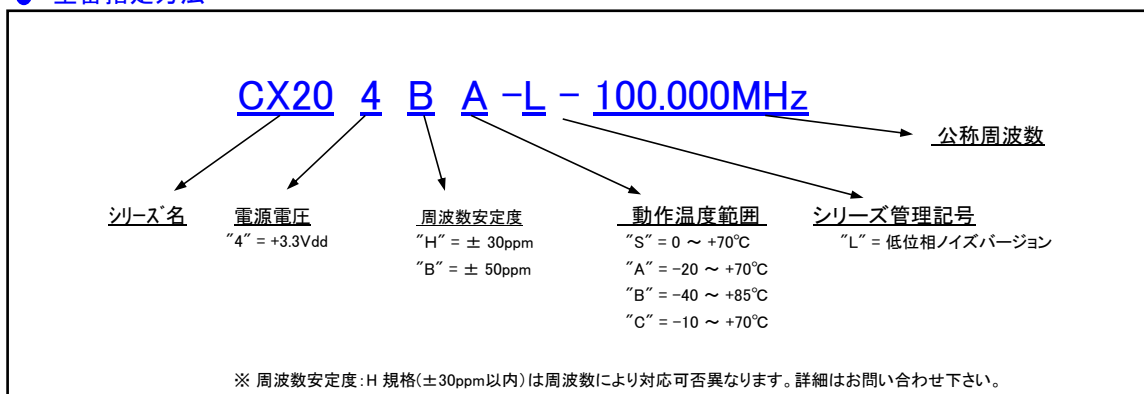 CX20 4 B A -L - 100.000MHz
公称周波数
シリーズ名
電源電圧
"4" = +3.3Vdd
周波数安定度
"H" = ± 30ppm
"B" = ± 50ppm
動作温度範囲
"S" = 0 ～ +70℃
"A" = -20 ～ +70℃
"B" = -40 ～ +85℃
"C" = -10 ～ +70℃
シリーズ管理記号
"L" = 低位相ノイズバージョン
※ 周波数安定度：H 規格(±30ppm以内)は周波数により対応可否異なります。詳細はお問い合わせ下さい。